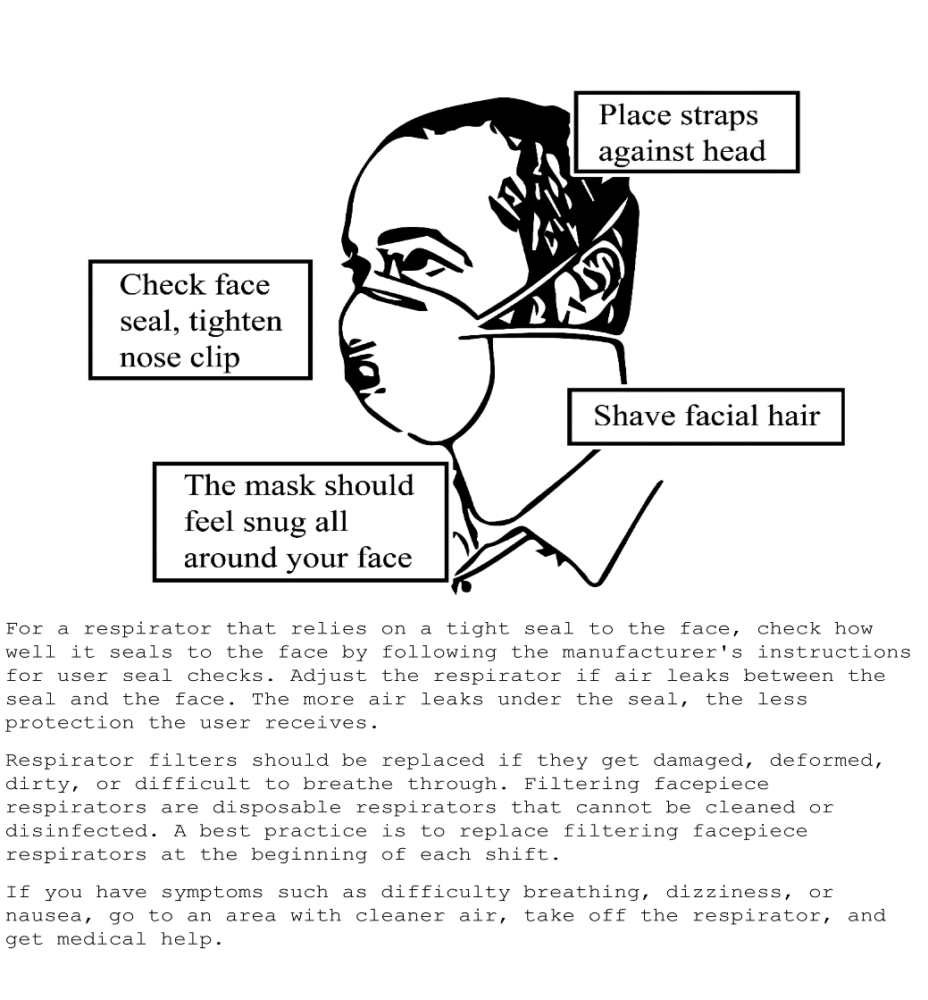 Place straps
against head
Check face
seal, tighten
nose clip
Shave facial hair
The mask should
feel snug all
around your face
For a respirator that relies on a tight seal to the face, check how
well it seals to the face by following the manufacturer's instructions
for user seal checks. Adjust the respirator if air leaks between the
seal and the face. The more air leaks under the seal, the less
protection the user receives.
Respirator filters should be replaced if they get damaged, deformed,
dirty, or difficult to breathe through. Filtering facepiece
respirators are disposable respirators that cannot be cleaned or
disinfected. A best practice is to replace filtering facepiece
respirators at the beginning of each shift.
If you have symptoms such as difficulty breathing, dizziness, or
nausea, go to an area with cleaner air, take off the respirator, and
get medical help.